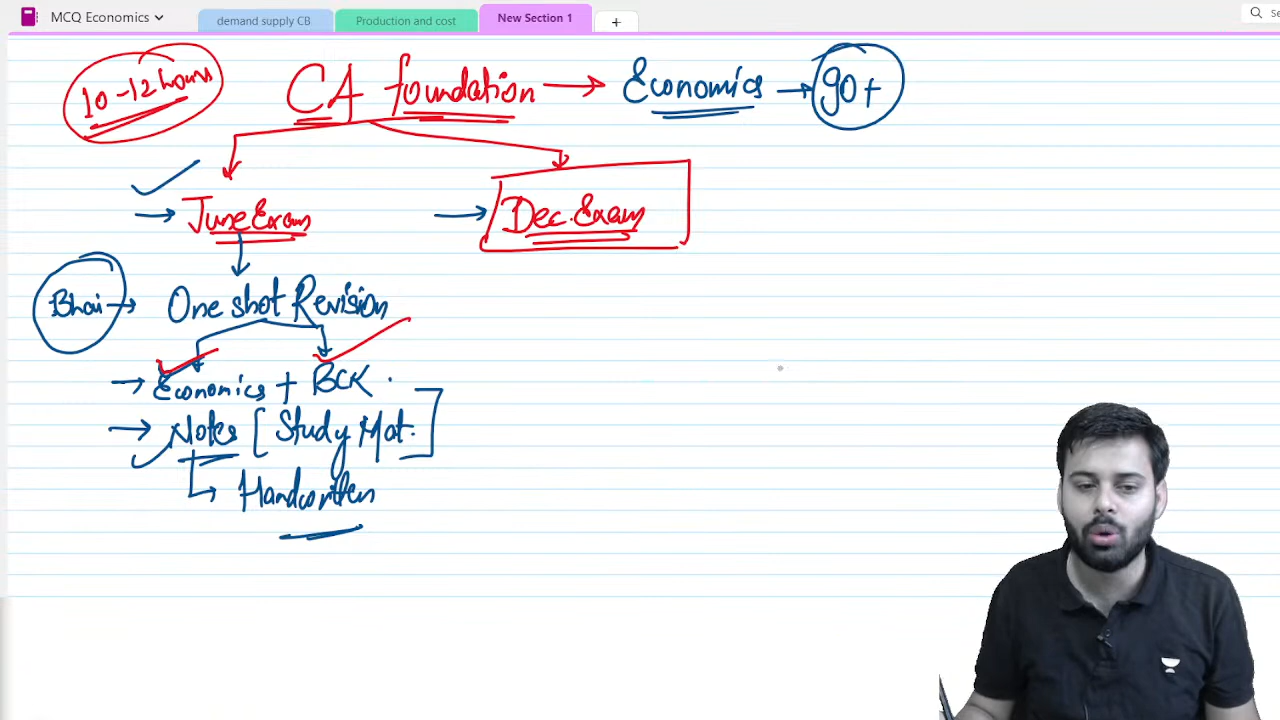 MCQ Economics
demand supply CB
Production and cost
New Section 1
+
Se
10-12 hours
CA foundation → Economics → 90+
→ June Exam
→ Dec. Exam
Bhai → One shot Revision
→ Economics + BCK.
→ Notes [Study Mat.]
Handwritten